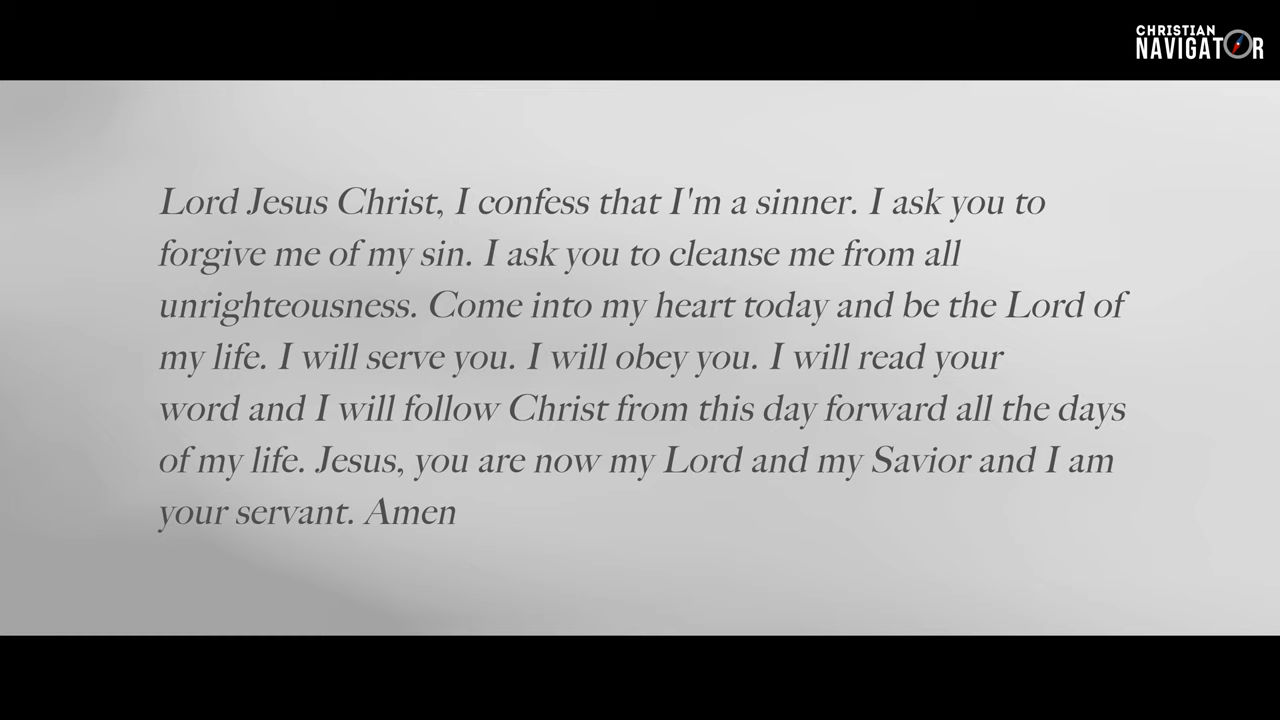 CHRISTIAN
NAVIGATOR
Lord Jesus Christ, I confess that I'm a sinner. I ask you to
forgive me of my sin. I ask you to cleanse me from all
unrighteousness. Come into my heart today and be the Lord of
my life. I will serve you. I will obey you. I will read your
word and I will follow Christ from this day forward all the days
of my life. Jesus, you are now my Lord and my Savior and I am
your servant. Amen